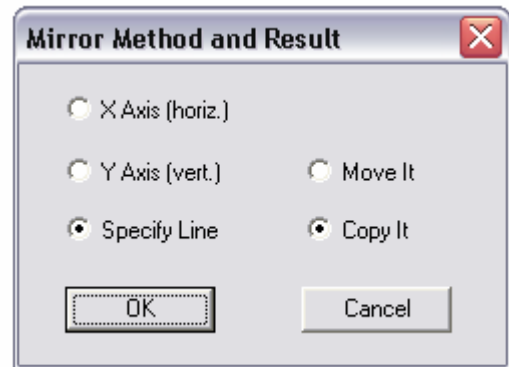 Mirror Method and Result
X Axis (horiz.)
Y Axis (vert.) Move It
Specify Line Copy It
OK Cancel